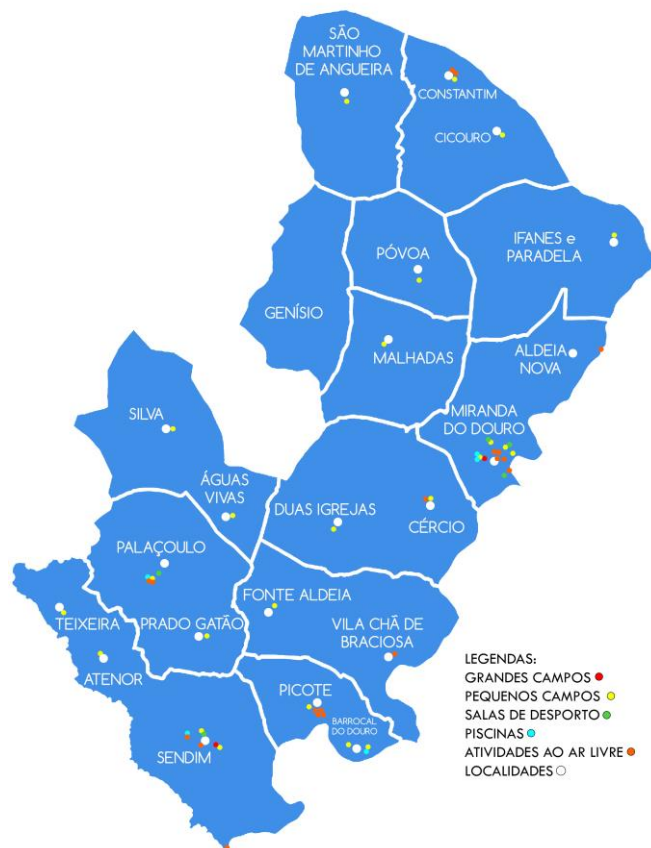 SÃO
MARTINHO
DE ANGUEIRA
CONSTANTIM
CICOURO
IFANES e
PARADELA
PÓVOA
GENÍSIO
MALHADAS
ALDEIA
NOVA
MIRANDA
DO DOURO
SILVA
ÁGUAS
VIVAS
DUAS IGREJAS
CÉRCIO
PALAÇOULO
FONTE ALDEIA
VILA CHÃ DE
BRACIOSA
TEIXEIRA
PRADO GATÃO
ATENOR
PICOTE
BARROCAL
DO DOURO
SENDIM
LEGENDAS:
GRANDES CAMPOS
PEQUENOS CAMPOS
SALAS DE DESPORTO
PISCINAS
ATIVIDADES AO AR LIVRE
LOCALIDADES